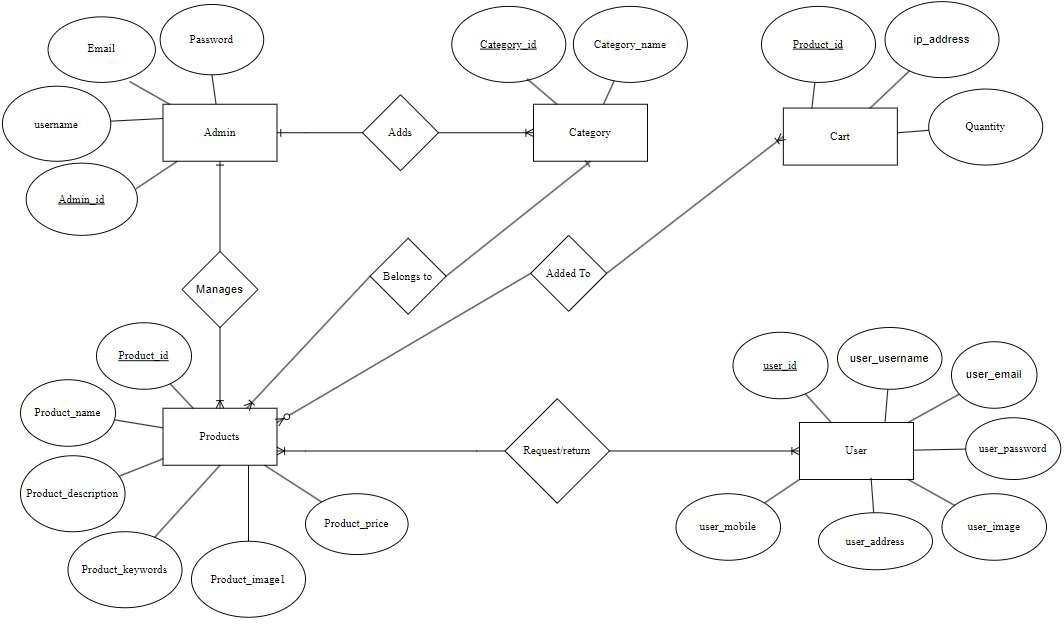 Password
Email
Category_id
Category_name
Product_id
ip_address
username
Admin
Adds
Category
Cart
Quantity
Admin_id
Manages
Belongs to
Added To
Product_id
user_id
user_username
user_email
Product_name
Products
Request/return
User
user_password
Product_description
Product_price
user_mobile
user_address
user_image
Product_keywords
Product_image1